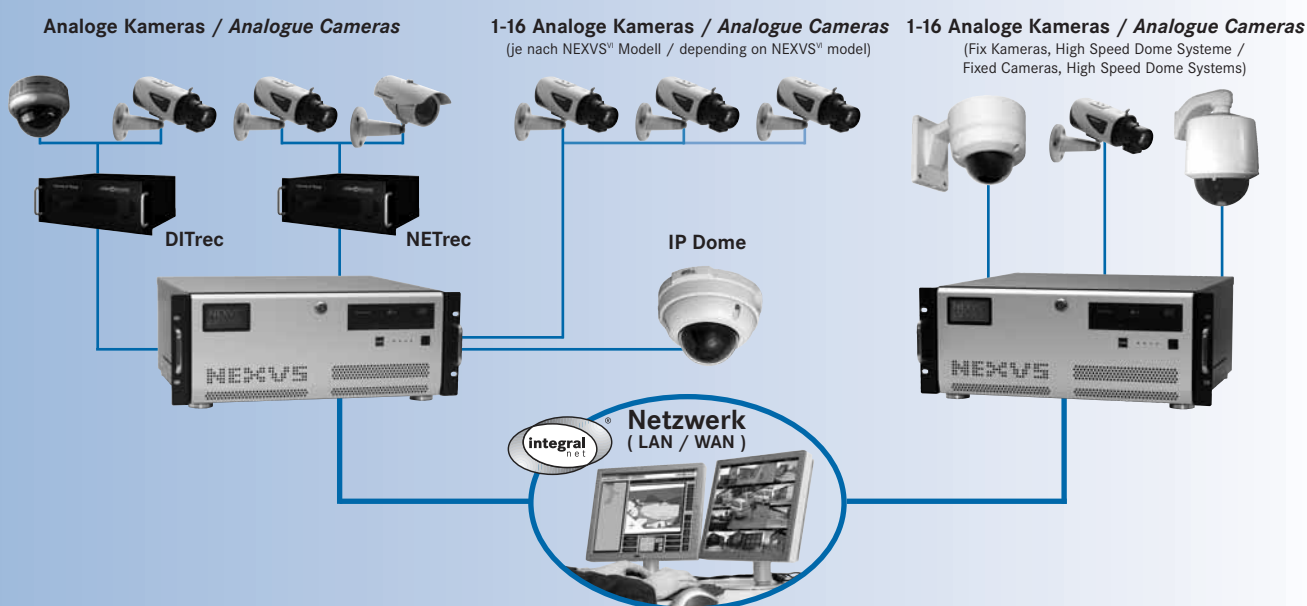 Analoge Kameras / Analogue Cameras
1-16 Analoge Kameras / Analogue Cameras
(je nach NEXVSᵛᴵ Modell / depending on NEXVSᵛᴵ model)
1-16 Analoge Kameras / Analogue Cameras
(Fix Kameras, High Speed Dome Systeme /
Fixed Cameras, High Speed Dome Systems)
DITrec
NETrec
IP Dome
NEXVS
NEXVS
NEXVS
NEXVS
integral
net
®
Netzwerk
( LAN / WAN )